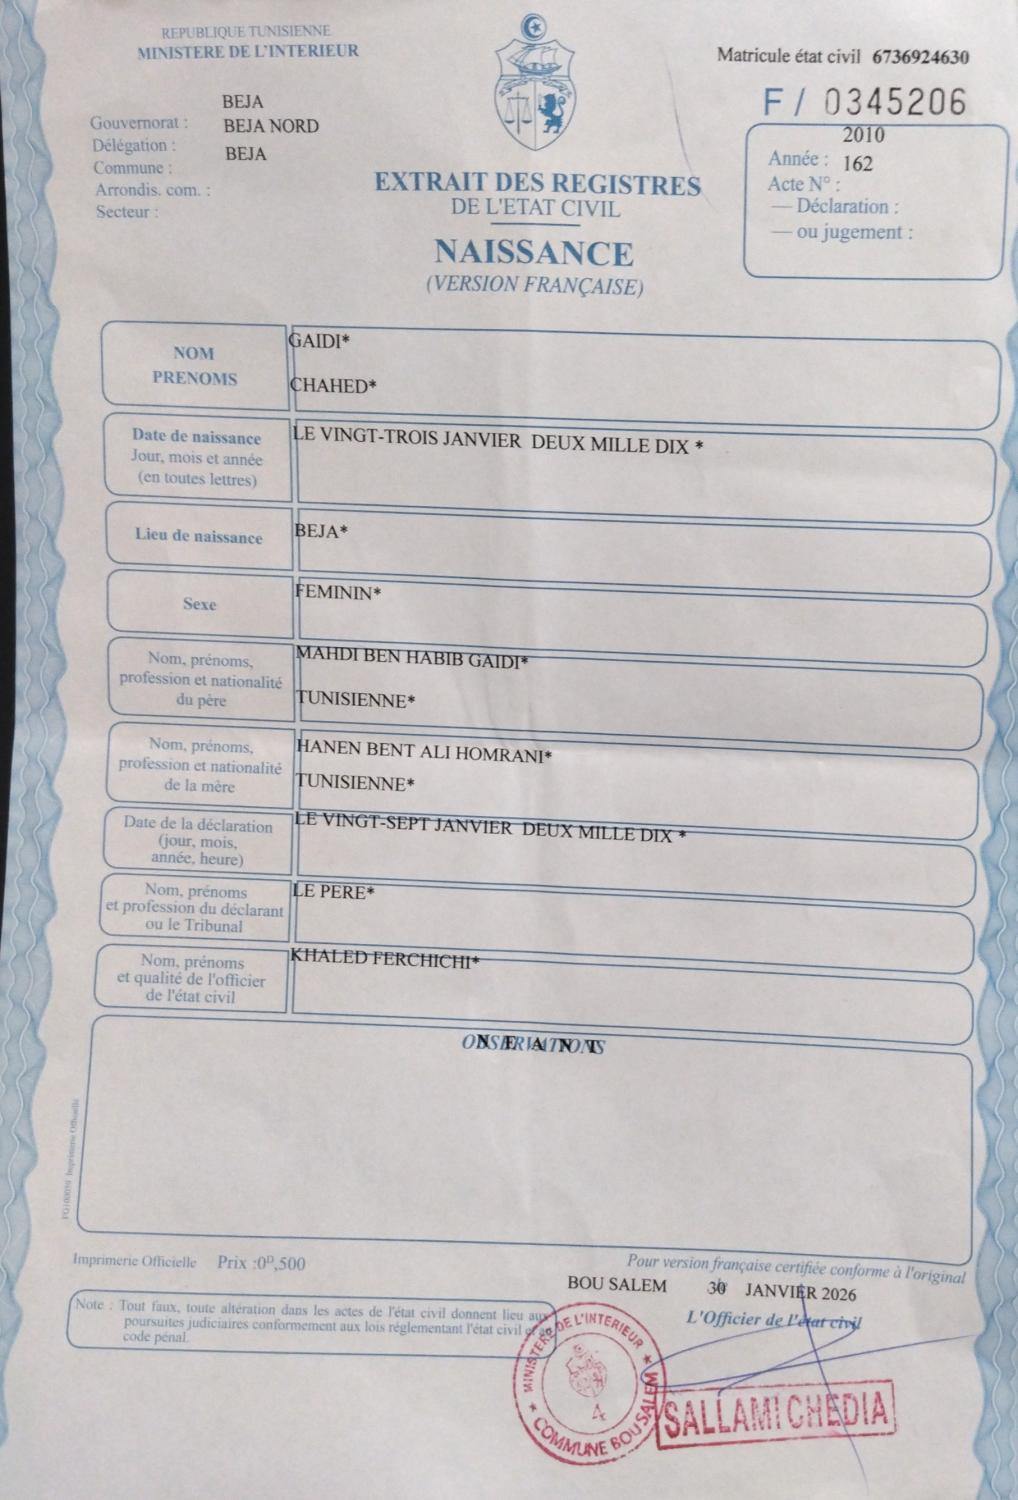 REPUBLIQUE TUNISIENNE
MINISTERE DE L'INTERIEUR
Matricule état civil 6736924630
F / 0345206
BEJA
Gouvernorat : BEJA NORD
Délégation : BEJA
Commune :
Arrondis. com. :
Secteur :
2010
Année : 162
Acte N° :
— Déclaration :
— ou jugement :
EXTRAIT DES REGISTRES
DE L'ETAT CIVIL
NAISSANCE
(VERSION FRANÇAISE)
NOM
PRENOMS
GAIDI*
CHAHED*
Date de naissance
Jour, mois et année
(en toutes lettres)
LE VINGT-TROIS JANVIER DEUX MILLE DIX *
Lieu de naissance
BEJA*
Sexe
FEMININ*
Nom, prénoms,
profession et nationalité
du père
MAHDI BEN HABIB GAIDI*
TUNISIENNE*
Nom, prénoms,
profession et nationalité
de la mère
HANEN BENT ALI HOMRANI*
TUNISIENNE*
Date de la déclaration
(jour, mois,
année, heure)
LE VINGT-SEPT JANVIER DEUX MILLE DIX *
Nom, prénoms
et profession du déclarant
ou le Tribunal
LE PERE*
Nom, prénoms
et qualité de l'officier
de l'état civil
KHALED FERCHICHI*
OBSERVATIONS
N E A N T
Imprimerie Officielle
Imprimerie Officielle Prix :0ᴰ,500
Pour version française certifiée conforme à l'original
BOU SALEM 30 JANVIER 2026
L'Officier de l'état civil
Note : Tout faux, toute altération dans les actes de l'état civil donnent lieu aux
poursuites judiciaires conformement aux lois réglementant l'état civil et au
code pénal.
MINISTERE DE L'INTERIEUR
4
COMMUNE BOU SALEM
SALLAMI CHEDIA